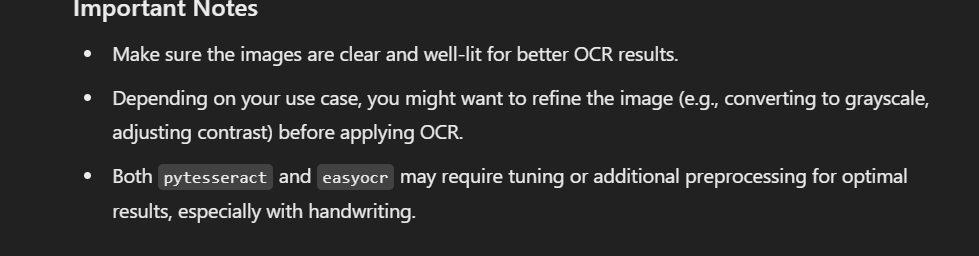 Important Notes
• Make sure the images are clear and well-lit for better OCR results.
• Depending on your use case, you might want to refine the image (e.g., converting to grayscale,
adjusting contrast) before applying OCR.
• Both pytesseract and easyocr may require tuning or additional preprocessing for optimal
results, especially with handwriting.